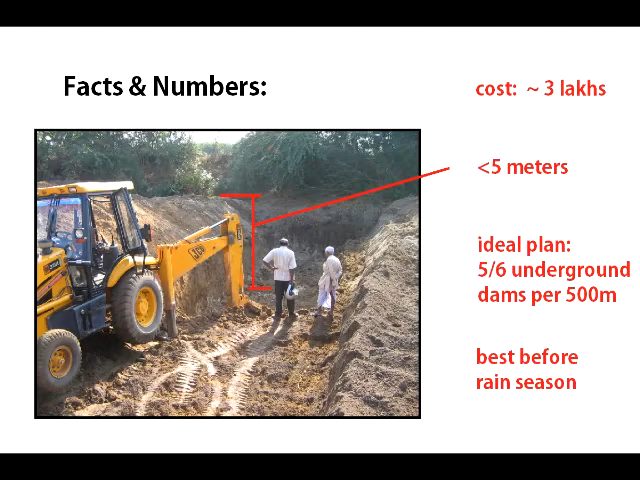 Facts & Numbers:
cost: ~ 3 lakhs
<5 meters
ideal plan:
5/6 underground
dams per 500m
best before
rain season
JCB